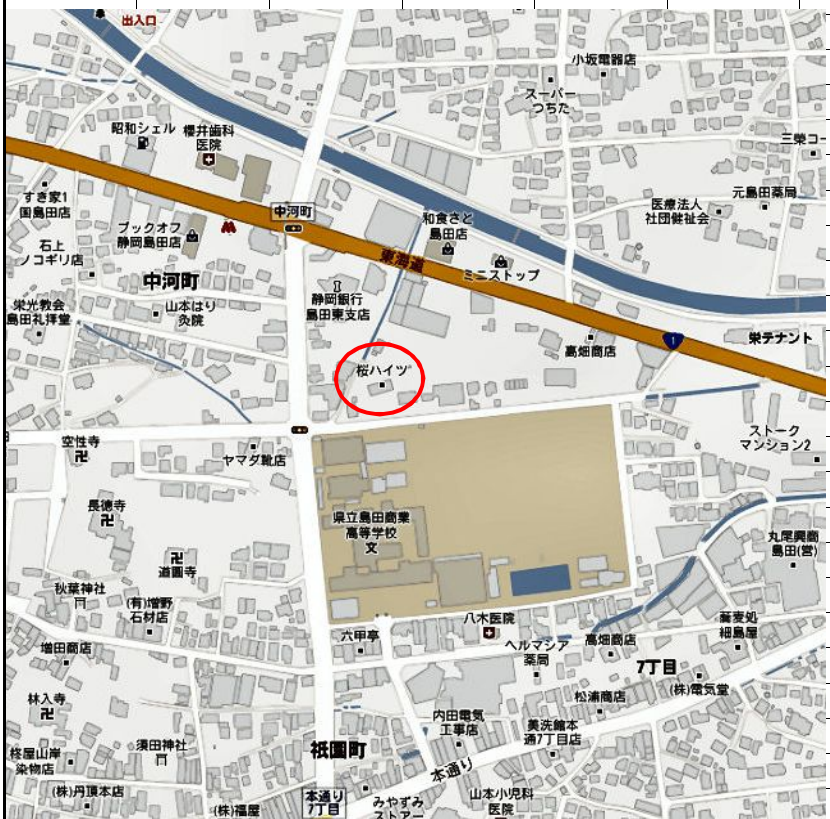 出入口
小坂電器店
スーパー
つちた
昭和シェル
櫻井歯科
医院
三榮コー
すき家1
国島田店
中河町
和食さと
島田店
医療法人
社団健祉会
元島田薬局
ブックオフ
静岡島田店
石上
ノコギリ店
東海道
ミニストップ
中河町
静岡銀行
島田東支店
栄光教会
島田礼拝堂
山本はり
灸院
1
高畑商店
栄テナント
桜ハイツ
空性寺
ヤマダ靴店
ストーク
マンション2
長徳寺
県立島田商業
高等学校
文
丸尾興商
島田(営)
道圓寺
秋葉神社
(有)増野
石材店
六甲亭
八木医院
ヘルマシア
薬局
高畑商店
蕎麦処
細島屋
増田商店
7丁目
(株)電気堂
林入寺
松浦商店
内田電気
工事店
美洗館本
通7丁目店
須田神社
祇園町
柊屋山岸
染物店
本通り
(株)丹頂本店
(株)福屋
本通り
7丁目
みやずみ
ストアー
山本小児科
医院